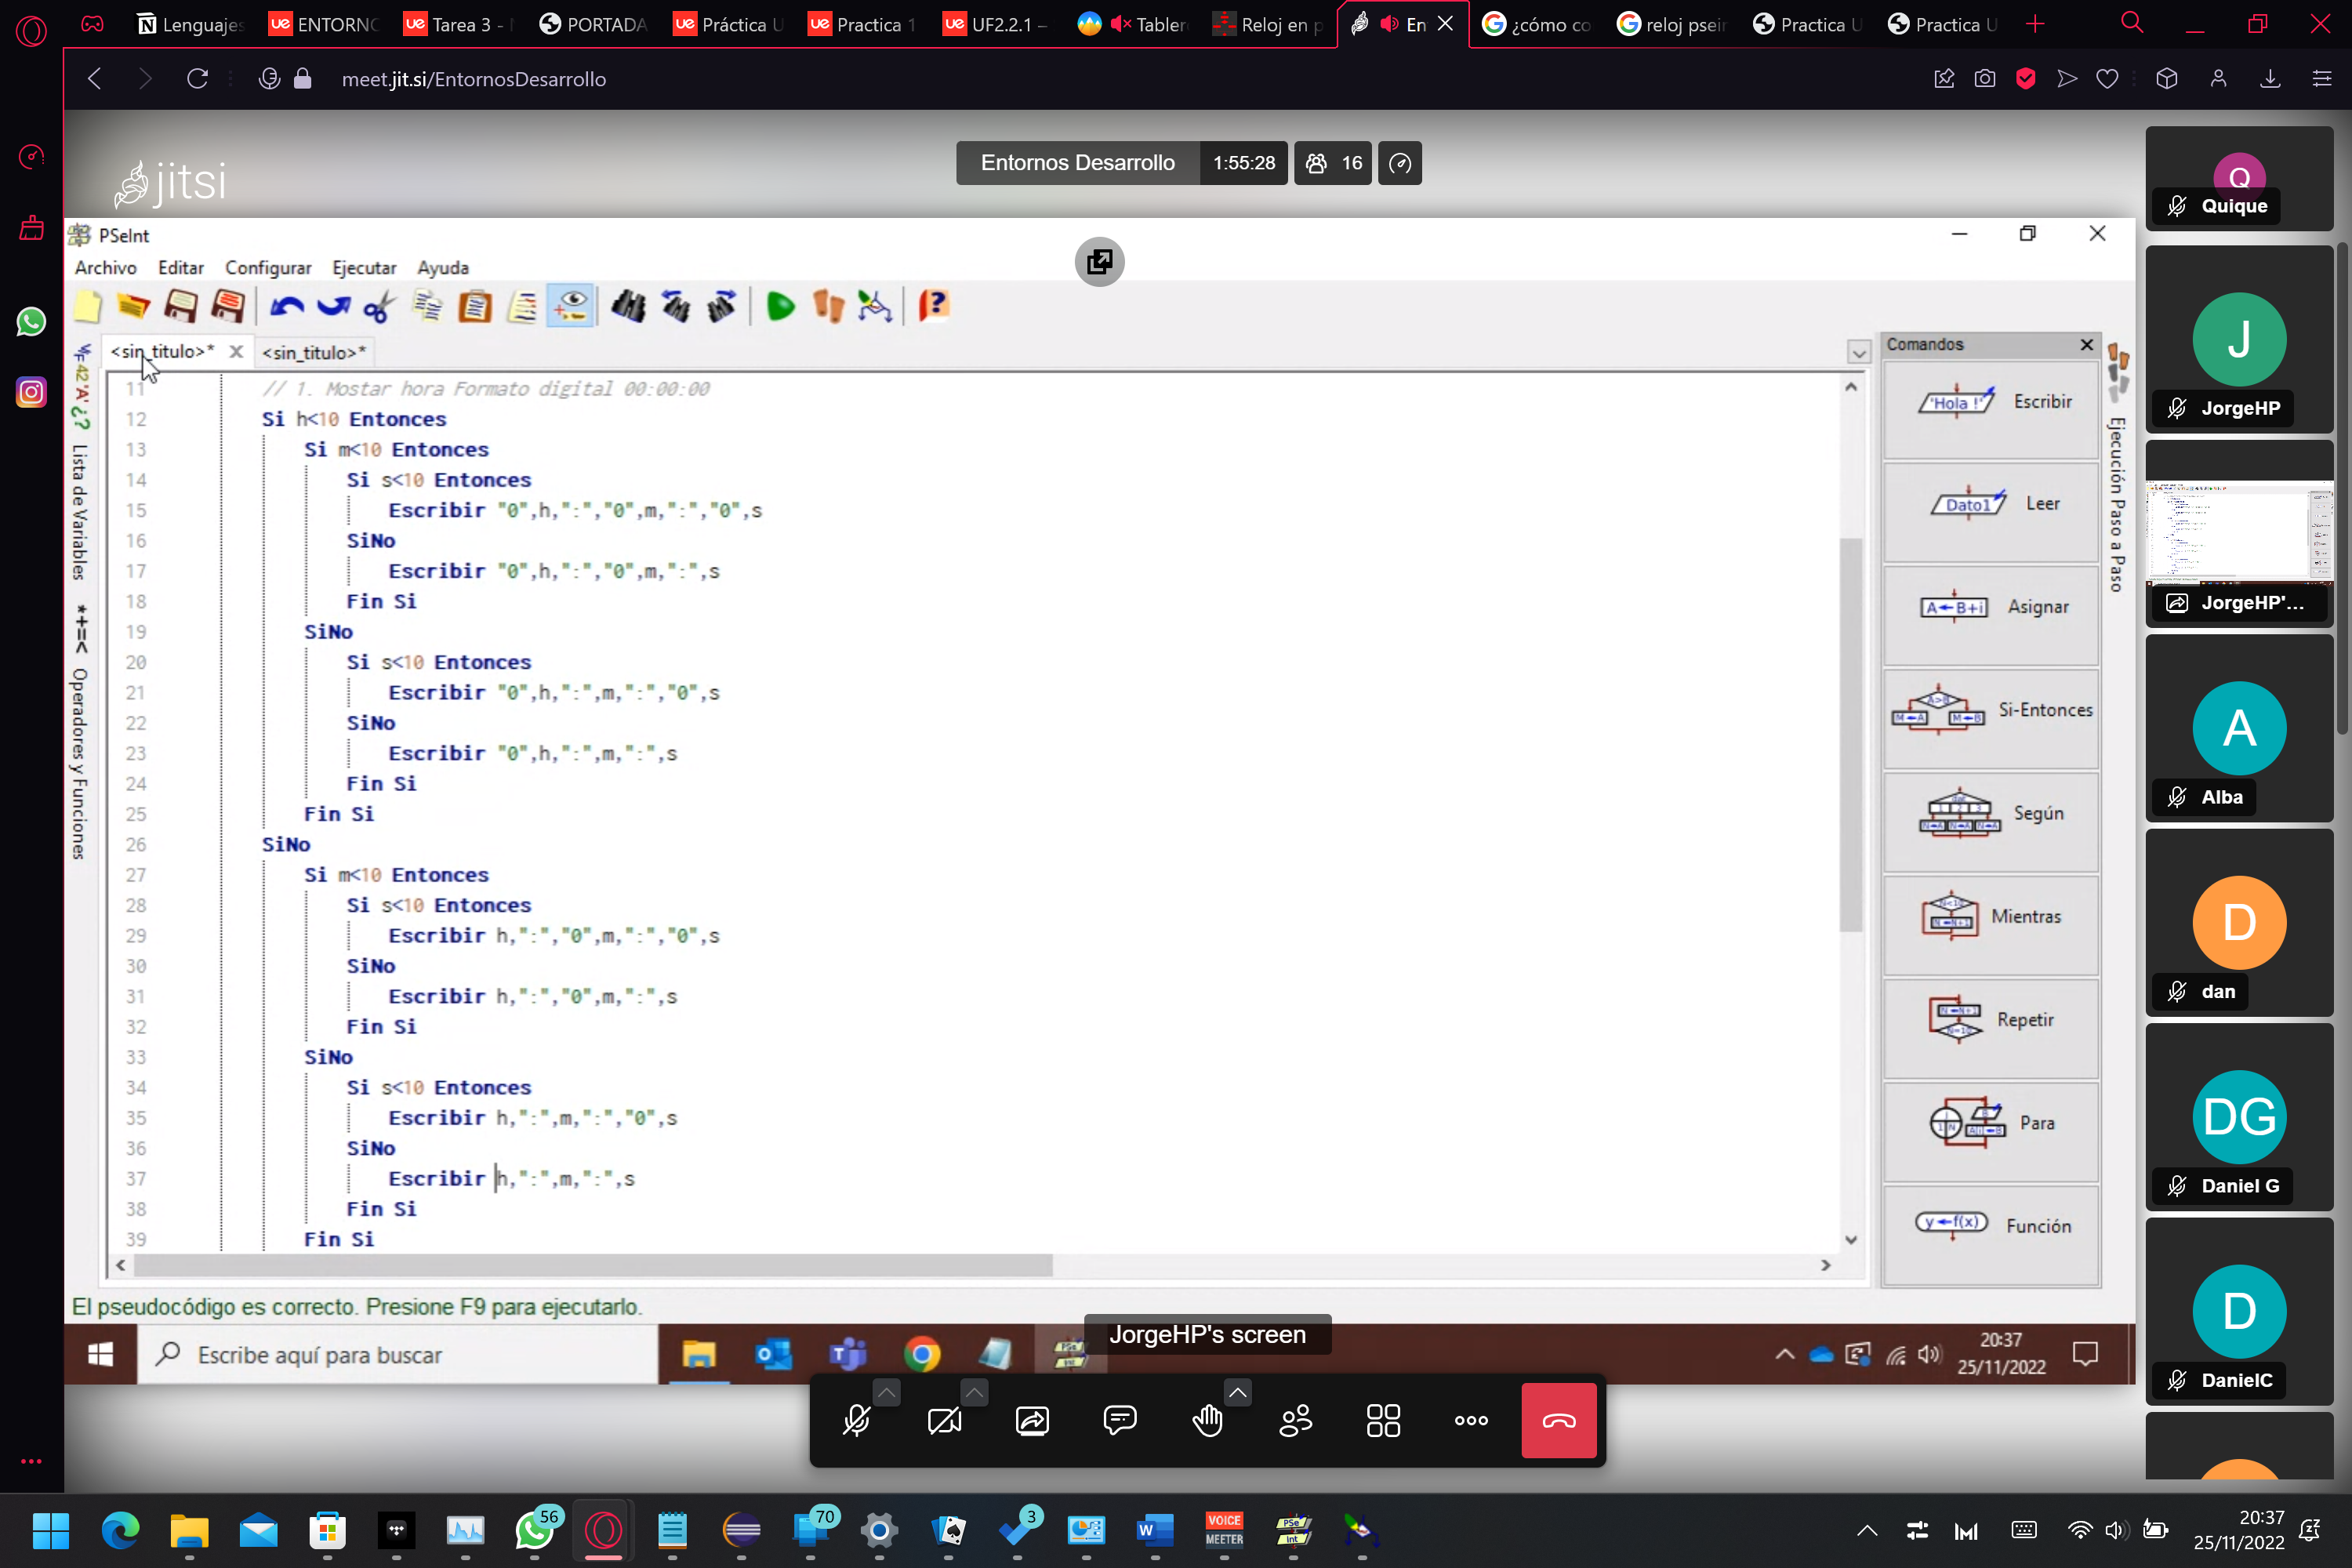 Lenguajes
ENTORNO
Tarea 3 -
PORTADA
Práctica U
Practica 1
UF2.2.1 –
Tabler
Reloj en p
En
¿cómo co
reloj psein
Practica U
Practica U
meet.jit.si/EntornosDesarrollo
jitsi
Entornos Desarrollo 1:55:28 16
PSeInt
Archivo Editar Configurar Ejecutar Ayuda
<sin_titulo>* <sin_titulo>*
11 // 1. Mostar hora Formato digital 00:00:00
12 Si h<10 Entonces
13 Si m<10 Entonces
14 Si s<10 Entonces
15 Escribir "0",h,":","0",m,":","0",s
16 SiNo
17 Escribir "0",h,":","0",m,":",s
18 Fin Si
19 SiNo
20 Si s<10 Entonces
21 Escribir "0",h,":",m,":","0",s
22 SiNo
23 Escribir "0",h,":",m,":",s
24 Fin Si
25 Fin Si
26 SiNo
27 Si m<10 Entonces
28 Si s<10 Entonces
29 Escribir h,":","0",m,":","0",s
30 SiNo
31 Escribir h,":","0",m,":",s
32 Fin Si
33 SiNo
34 Si s<10 Entonces
35 Escribir h,":",m,":","0",s
36 SiNo
37 Escribir h,":",m,":",s
38 Fin Si
39 Fin Si
42 'A' ¿?
Lista de Variables
*+=<
Operadores y Funciones
Comandos
'Hola !' Escribir
Dato1 Leer
A←B+i Asignar
A>B Si-Entonces
Según
Mientras
Repetir
Para
y←f(x) Función
Ejecución Paso a Paso
El pseudocódigo es correcto. Presione F9 para ejecutarlo.
Escribe aquí para buscar
JorgeHP's screen
20:37
25/11/2022
Q
Quique
J
JorgeHP
JorgeHP'...
A
Alba
D
dan
DG
Daniel G
D
DanielC
56
70
3
VOICE
MEETER
PSe
Int
20:37
25/11/2022